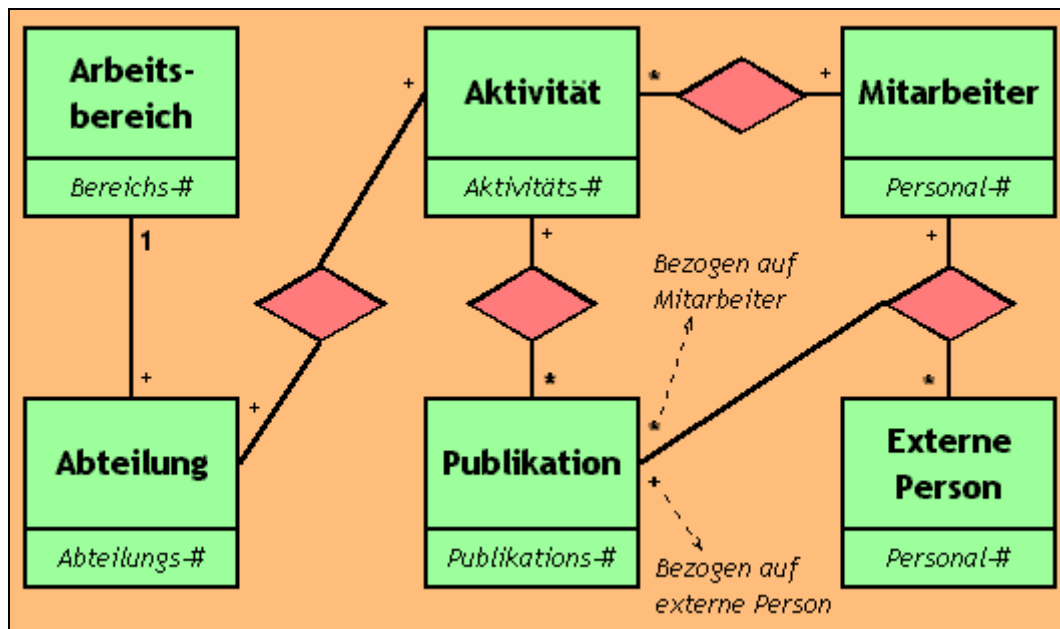 Arbeits-
bereich
Bereichs-#
1
+
Abteilung
Abteilungs-#
+
+
Aktivität
Aktivitäts-#
*
+
Mitarbeiter
Personal-#
+
*
+
Bezogen auf
Mitarbeiter
*
+
Bezogen auf
externe Person
Publikation
Publikations-#
*
Externe
Person
Personal-#